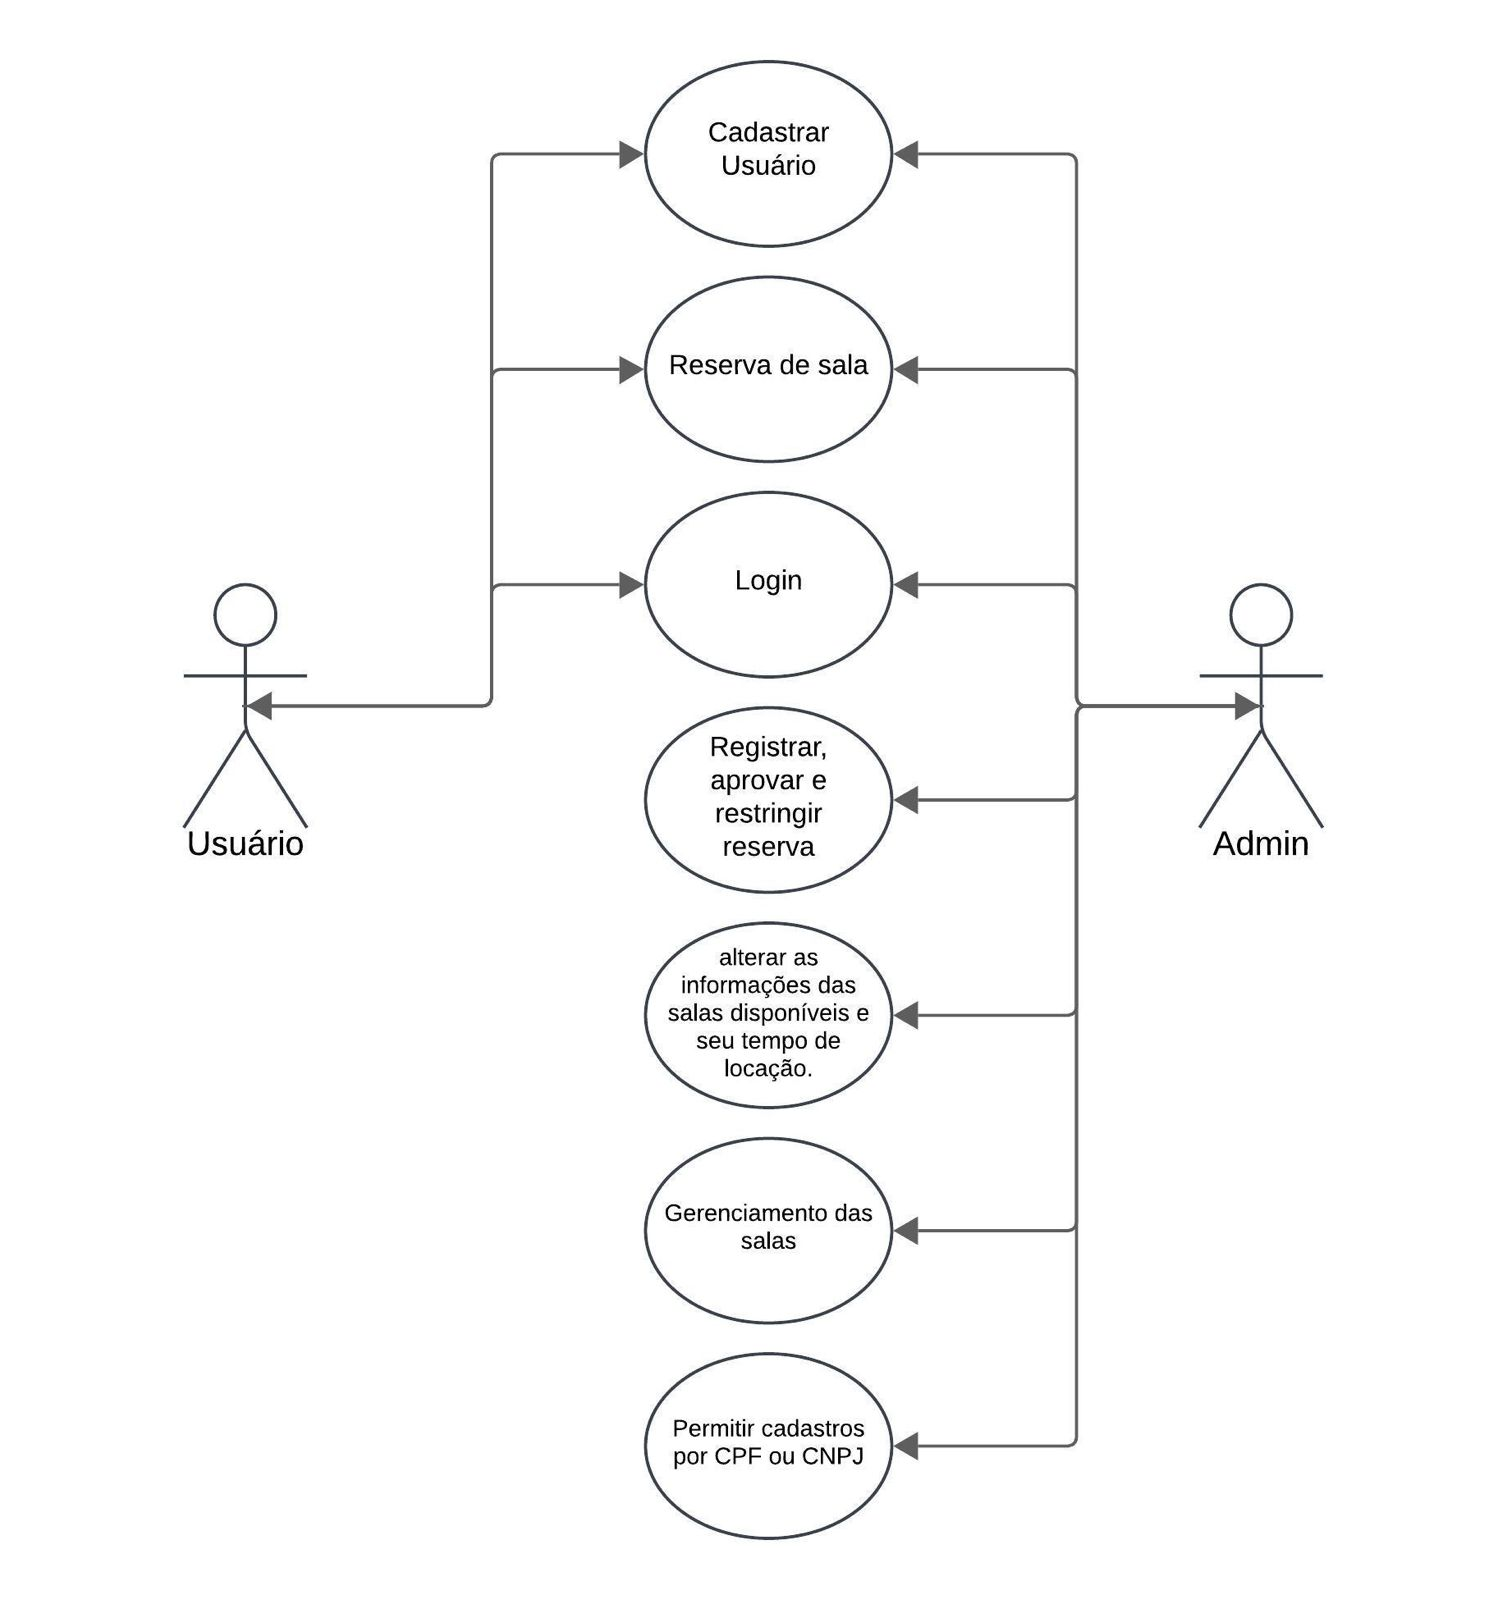 Cadastrar
Usuário
Reserva de sala
Login
Registrar,
aprovar e
restringir
reserva
Usuário
Admin
alterar as
informações das
salas disponíveis e
seu tempo de
locação.
Gerenciamento das
salas
Permitir cadastros
por CPF ou CNPJ